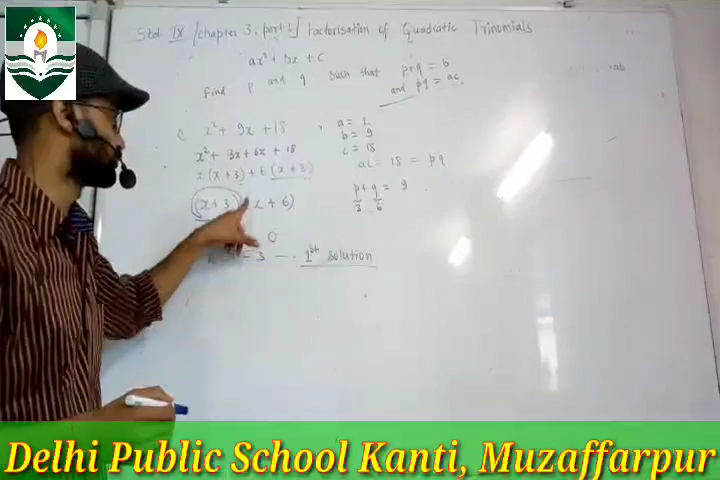 Std IX / chapter 3. part 1 | Factorisation of Quadratic Trinomials
ax² + bx + c
Find p and q such that p+q = b
and pq = ac.
x² + 9x + 18
a = 1
b = 9
c = 18
x² + 3x + 6x + 18
ac = 18 = pq
x (x + 3) + 6 (x + 3)
p + q = 9
3 6
(x + 3) x + 6)
0
= -3 — 1st solution
Delhi Public School Kanti, Muzaffarpur